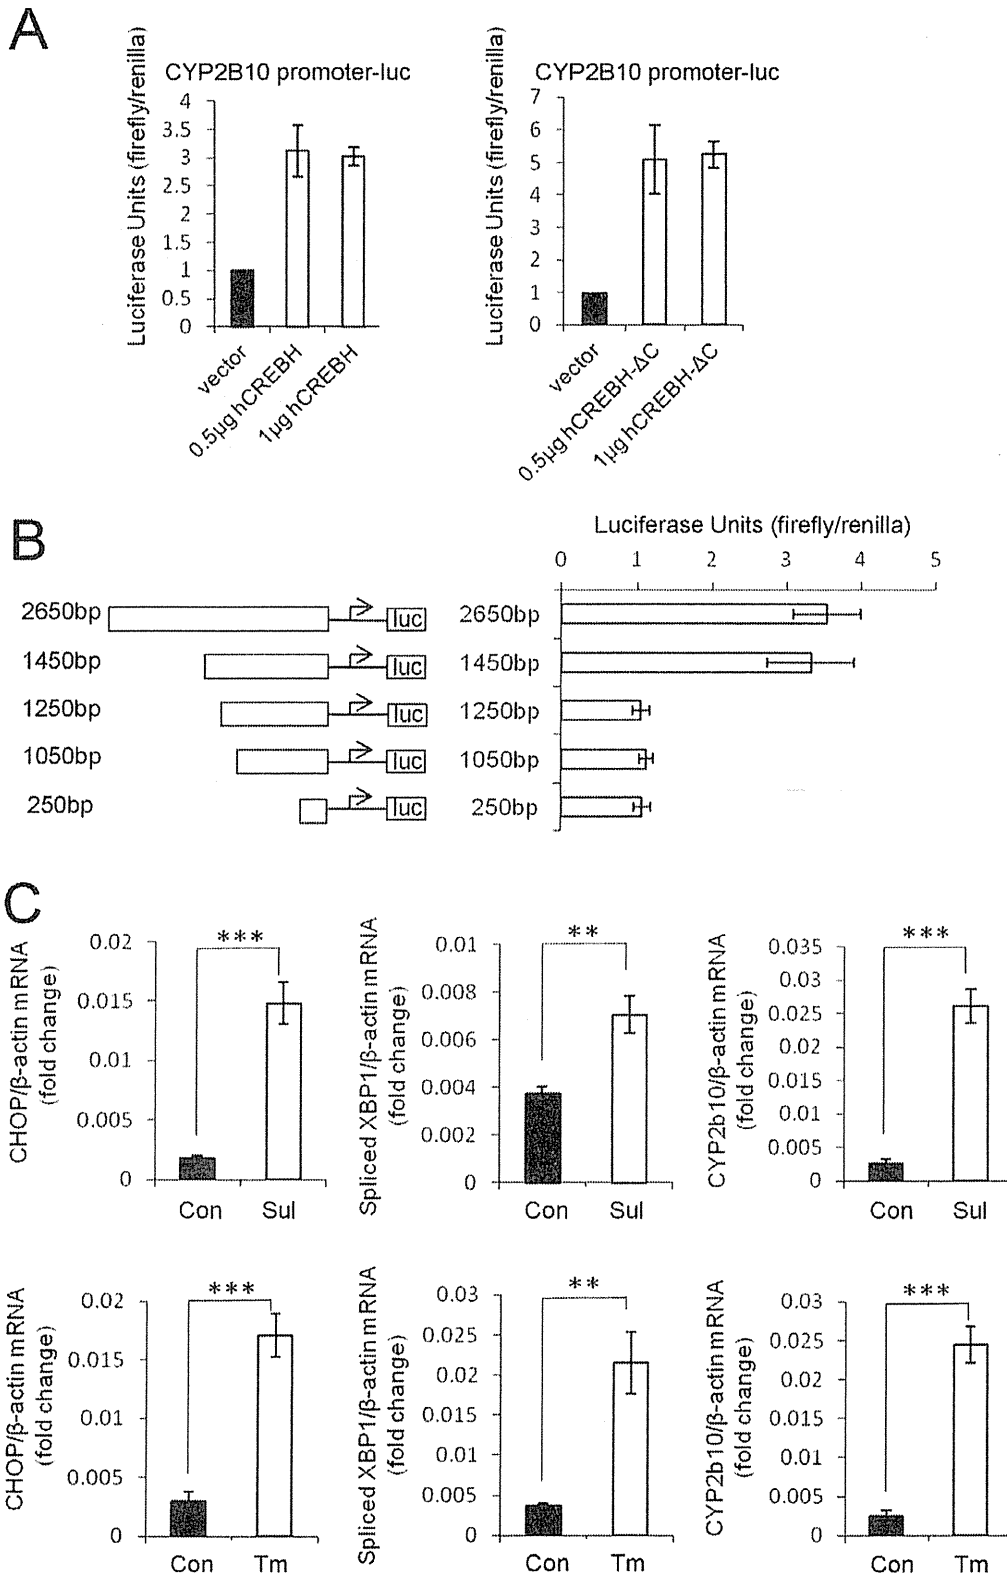 A
CYP2B10 promoter-luc
Luciferase Units (firefly/renilla)
4
3.5
3
2.5
2
1.5
1
0.5
0
vector
0.5µg hCREBH
1µg hCREBH
CYP2B10 promoter-luc
Luciferase Units (firefly/renilla)
7
6
5
4
3
2
1
0
vector
0.5µg hCREBH-ΔC
1µg hCREBH-ΔC
B
2650bp
luc
1450bp
luc
1250bp
luc
1050bp
luc
250bp
luc
Luciferase Units (firefly/renilla)
0 1 2 3 4 5
2650bp
1450bp
1250bp
1050bp
250bp
C
CHOP/β-actin mRNA
(fold change)
0.02
0.015
0.01
0.005
0
***
Con Sul
Spliced XBP1/β-actin mRNA
(fold change)
0.01
0.008
0.006
0.004
0.002
0
**
Con Sul
CYP2b10/β-actin mRNA
(fold change)
0.035
0.03
0.025
0.02
0.015
0.01
0.005
0
***
Con Sul
CHOP/β-actin mRNA
(fold change)
0.02
0.015
0.01
0.005
0
***
Con Tm
Spliced XBP1/β-actin mRNA
(fold change)
0.03
0.025
0.02
0.015
0.01
0.005
0
**
Con Tm
CYP2b10/β-actin mRNA
(fold change)
0.03
0.025
0.02
0.015
0.01
0.005
0
***
Con Tm